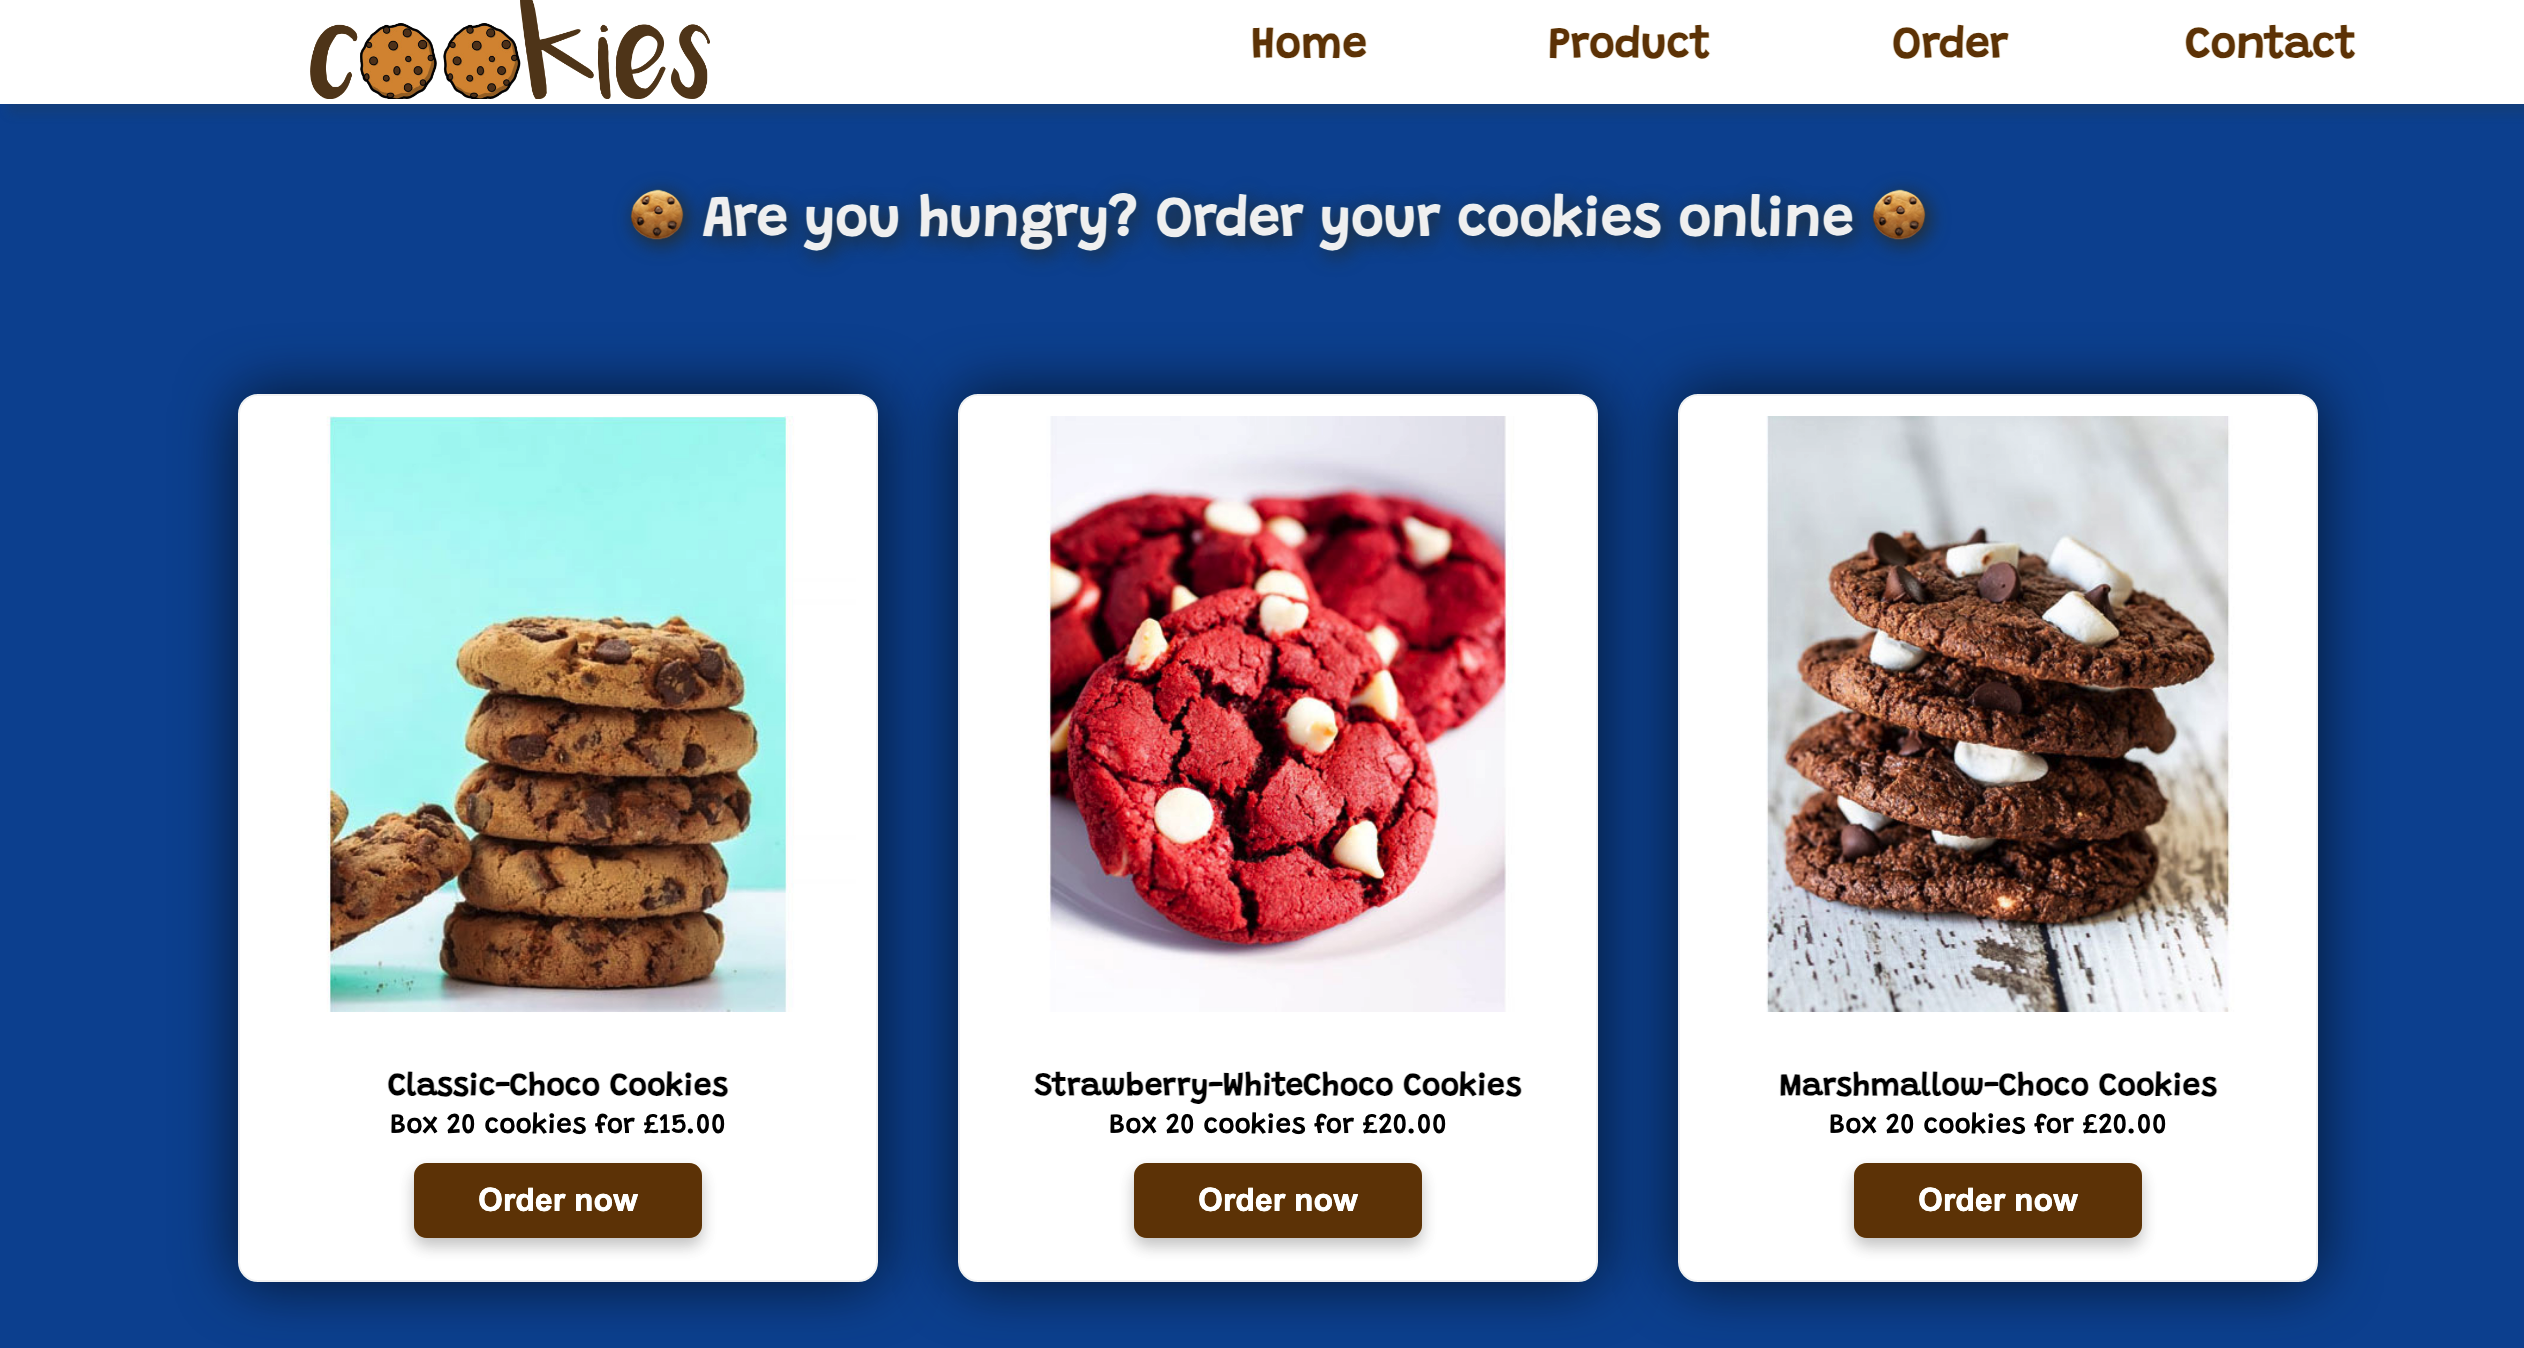 cookies
Home Product Order Contact
🍪 Are you hungry? Order your cookies online 🍪
Classic-Choco Cookies
Box 20 cookies for £15.00
Order now
Strawberry-WhiteChoco Cookies
Box 20 cookies for £20.00
Order now
Marshmallow-Choco Cookies
Box 20 cookies for £20.00
Order now